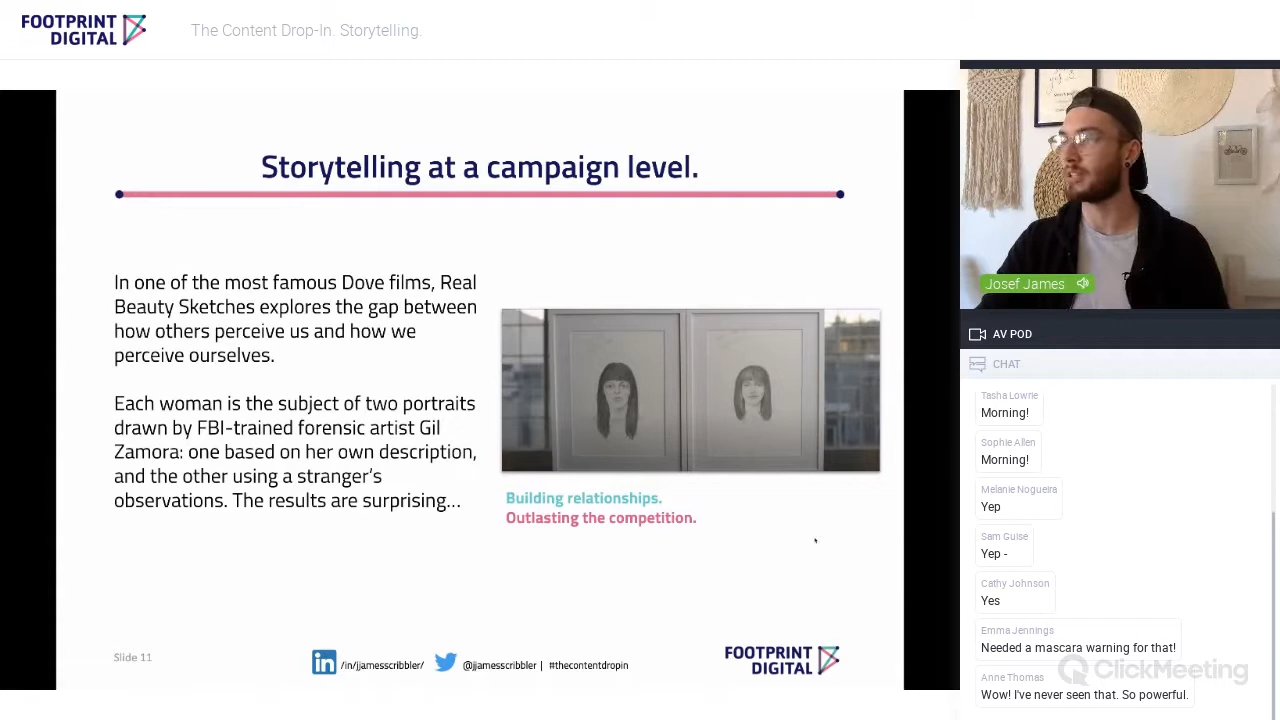 FOOTPRINT
DIGITAL
The Content Drop-In. Storytelling.
Storytelling at a campaign level.
In one of the most famous Dove films, Real
Beauty Sketches explores the gap between
how others perceive us and how we
perceive ourselves.
Each woman is the subject of two portraits
drawn by FBI-trained forensic artist Gil
Zamora: one based on her own description,
and the other using a stranger's
observations. The results are surprising...
Building relationships.
Outlasting the competition.
Slide 11
in
/in/jjamesscribbler/
@jjamesscribbler | #thecontentdropin
FOOTPRINT
DIGITAL
Josef James
AV POD
CHAT
Tasha Lowrie
Morning!
Sophie Allen
Morning!
Melanie Nogueira
Yep
Sam Guise
Yep -
Cathy Johnson
Yes
Emma Jennings
Needed a mascara warning for that!
Anne Thomas
Wow! I've never seen that. So powerful.
ClickMeeting